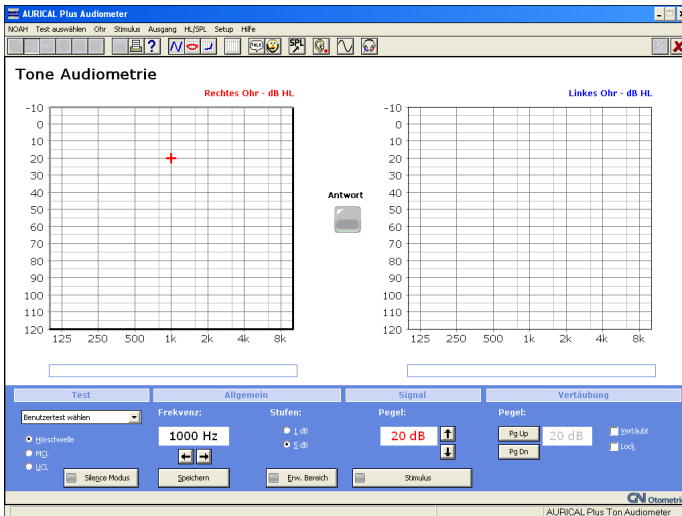 AURICAL Plus Audiometer
NOAH Test auswählen Ohr Stimulus Ausgang HL/SPL Setup Hilfe
TALK SPL
Tone Audiometrie
Rechtes Ohr - dB HL
Linkes Ohr - dB HL
-10
0
10
20
30
40
50
60
70
80
90
100
110
120
125 250 500 1k 2k 4k 8k
Antwort
-10
0
10
20
30
40
50
60
70
80
90
100
110
120
125 250 500 1k 2k 4k 8k
Test Allgemein Signal Vertäubung
Benutzertest wählen
Hörschwelle
MCL
UCL
Silence Modus
Frekvenz:
1000 Hz
Speichern
Stufen:
1 dB
5 dB
Erw. Bereich
Pegel:
20 dB
Stimulus
Pegel:
Pg Up
Pg Dn
20 dB
Vertäubt
Lock
GN Otometrics
AURICAL Plus Ton Audiometer